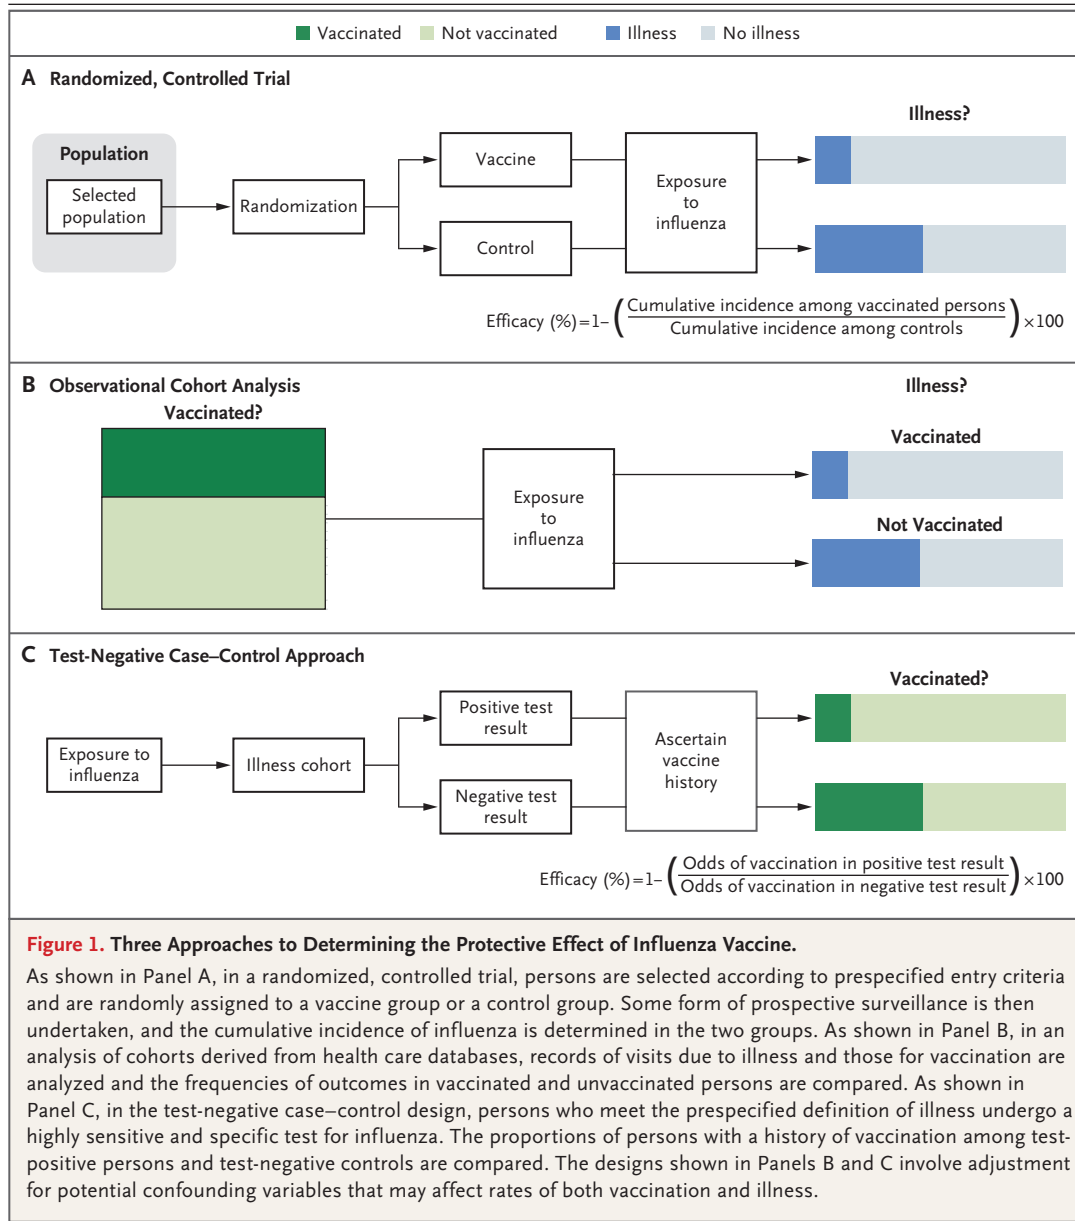 Vaccinated Not vaccinated Illness No illness
A Randomized, Controlled Trial
Illness?
Population
Selected
population
Randomization
Vaccine
Control
Exposure
to
influenza
Efficacy (%)=1– (Cumulative incidence among vaccinated persons
Cumulative incidence among controls) ×100
B Observational Cohort Analysis
Illness?
Vaccinated?
Vaccinated
Exposure
to
influenza
Not Vaccinated
C Test-Negative Case–Control Approach
Vaccinated?
Exposure to
influenza
Illness cohort
Positive test
result
Negative test
result
Ascertain
vaccine
history
Efficacy (%)=1– (Odds of vaccination in positive test result
Odds of vaccination in negative test result) ×100
Figure 1. Three Approaches to Determining the Protective Effect of Influenza Vaccine.
As shown in Panel A, in a randomized, controlled trial, persons are selected according to prespecified entry criteria
and are randomly assigned to a vaccine group or a control group. Some form of prospective surveillance is then
undertaken, and the cumulative incidence of influenza is determined in the two groups. As shown in Panel B, in an
analysis of cohorts derived from health care databases, records of visits due to illness and those for vaccination are
analyzed and the frequencies of outcomes in vaccinated and unvaccinated persons are compared. As shown in
Panel C, in the test-negative case–control design, persons who meet the prespecified definition of illness undergo a
highly sensitive and specific test for influenza. The proportions of persons with a history of vaccination among test-
positive persons and test-negative controls are compared. The designs shown in Panels B and C involve adjustment
for potential confounding variables that may affect rates of both vaccination and illness.